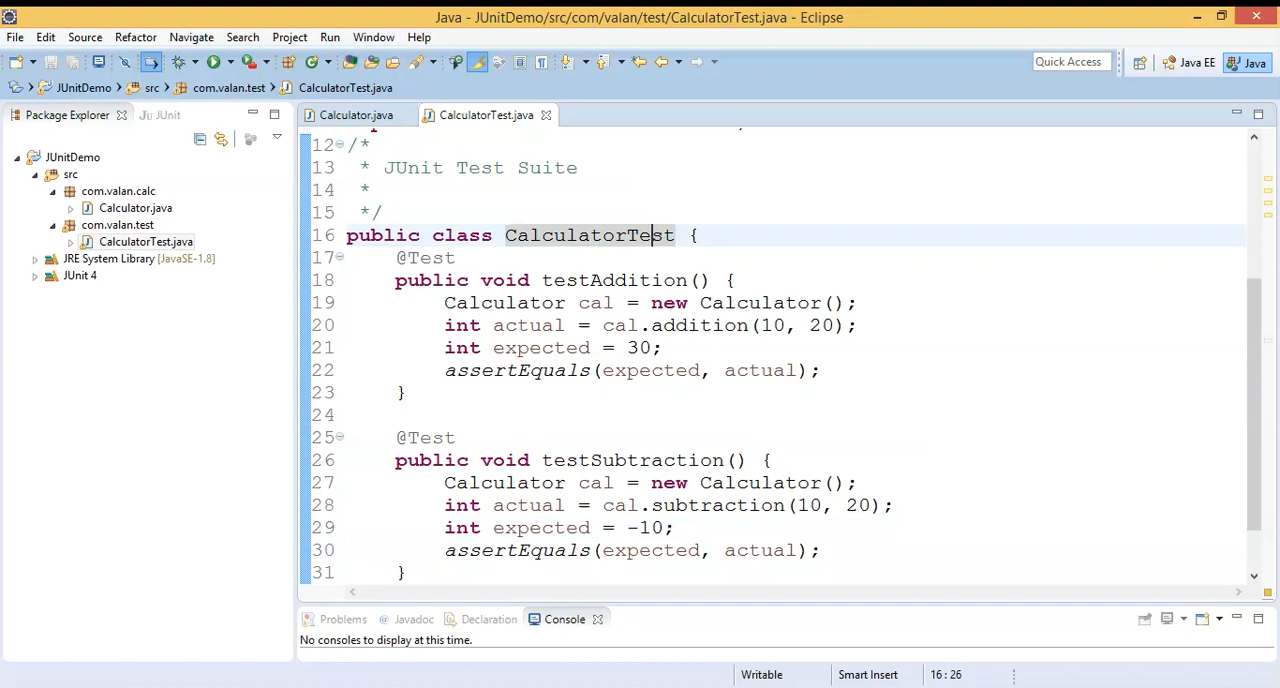 Java - JUnitDemo/src/com/valan/test/CalculatorTest.java - Eclipse
File Edit Source Refactor Navigate Search Project Run Window Help
Quick Access Java EE Java
JUnitDemo src com.valan.test CalculatorTest.java
Package Explorer JUnit
Calculator.java CalculatorTest.java
JUnitDemo
src
com.valan.calc
Calculator.java
com.valan.test
CalculatorTest.java
JRE System Library [JavaSE-1.8]
JUnit 4
12 /*
13 * JUnit Test Suite
14 *
15 */
16 public class CalculatorTest {
17 @Test
18 public void testAddition() {
19 Calculator cal = new Calculator();
20 int actual = cal.addition(10, 20);
21 int expected = 30;
22 assertEquals(expected, actual);
23 }
24
25 @Test
26 public void testSubtraction() {
27 Calculator cal = new Calculator();
28 int actual = cal.subtraction(10, 20);
29 int expected = -10;
30 assertEquals(expected, actual);
31 }
Problems @ Javadoc Declaration Console
No consoles to display at this time.
Writable Smart Insert 16 : 26